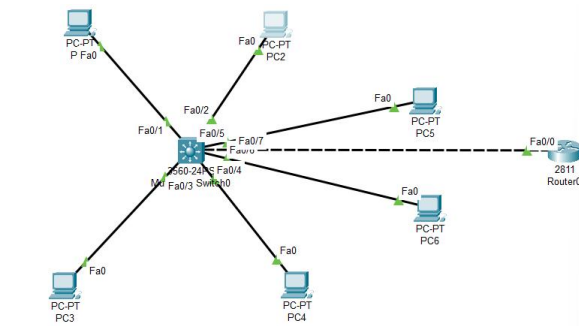 PC-PT
P Fa0
Fa0
PC-PT
PC2
Fa0/2
Fa0/1
Fa0/5
Fa0/7
Fa0
PC-PT
PC5
Fa0/0
2811
Router0
3560-24PS
Fa0/4
Fa0/3
Switch0
Fa0
PC-PT
PC6
Fa0
PC-PT
PC3
Fa0
PC-PT
PC4